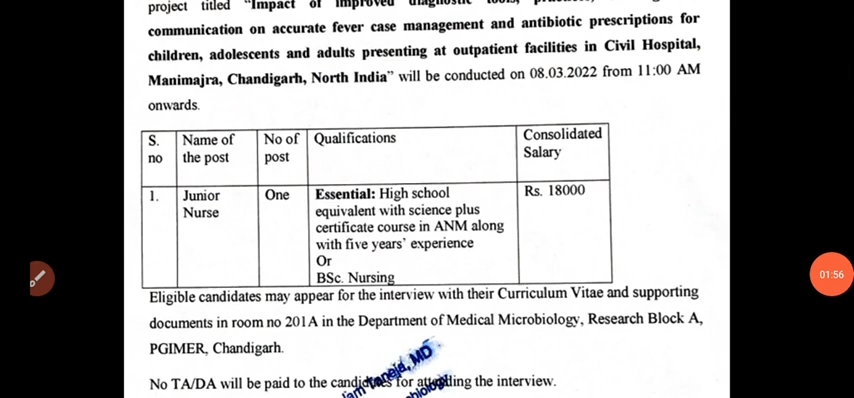 project titled "Impact of improved diagnostic tools,
communication on accurate fever case management and antibiotic prescriptions for
children, adolescents and adults presenting at outpatient facilities in Civil Hospital,
Manimajra, Chandigarh, North India" will be conducted on 08.03.2022 from 11:00 AM
onwards.
S. no | Name of the post | No of post | Qualifications | Consolidated Salary
1. | Junior Nurse | One | Essential: High school | Rs. 18000
equivalent with science plus
certificate course in ANM along
with five years' experience
Or
BSc. Nursing
Eligible candidates may appear for the interview with their Curriculum Vitae and supporting
documents in room no 201A in the Department of Medical Microbiology, Research Block A,
PGIMER, Chandigarh.
Taneja, MD
No TA/DA will be paid to the candidates for attending the interview.
01:56